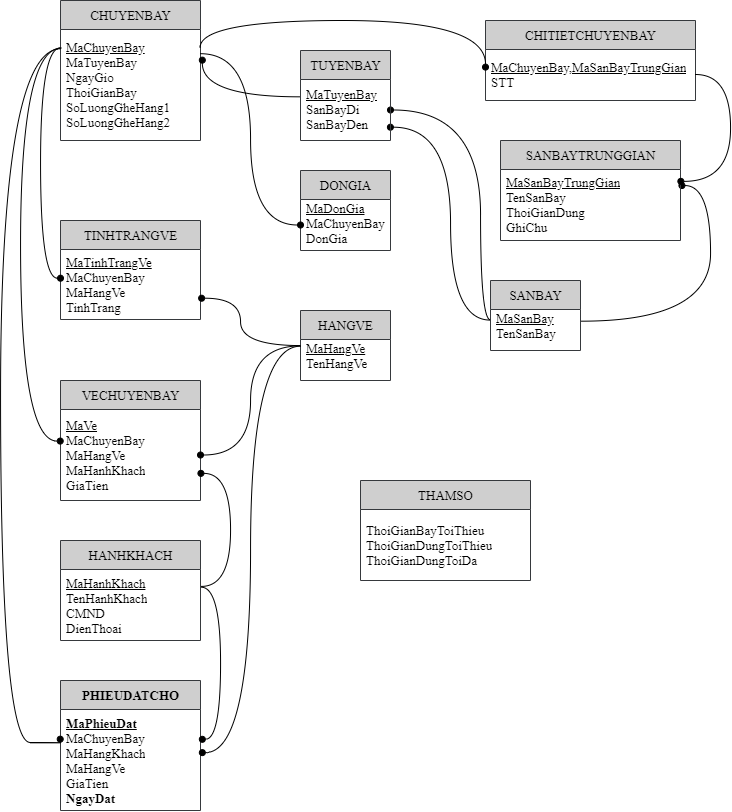 CHUYENBAY
MaChuyenBay
MaTuyenBay
NgayGio
ThoiGianBay
SoLuongGheHang1
SoLuongGheHang2
TUYENBAY
MaTuyenBay
SanBayDi
SanBayDen
CHITIETCHUYENBAY
MaChuyenBay,MaSanBayTrungGian
STT
SANBAYTRUNGGIAN
MaSanBayTrungGian
TenSanBay
ThoiGianDung
GhiChu
DONGIA
MaDonGia
MaChuyenBay
DonGia
TINHTRANGVE
MaTinhTrangVe
MaChuyenBay
MaHangVe
TinhTrang
SANBAY
MaSanBay
TenSanBay
HANGVE
MaHangVe
TenHangVe
VECHUYENBAY
MaVe
MaChuyenBay
MaHangVe
MaHanhKhach
GiaTien
THAMSO
ThoiGianBayToiThieu
ThoiGianDungToiThieu
ThoiGianDungToiDa
HANHKHACH
MaHanhKhach
TenHanhKhach
CMND
DienThoai
PHIEUDATCHO
MaPhieuDat
MaChuyenBay
MaHangKhach
MaHangVe
GiaTien
NgayDat